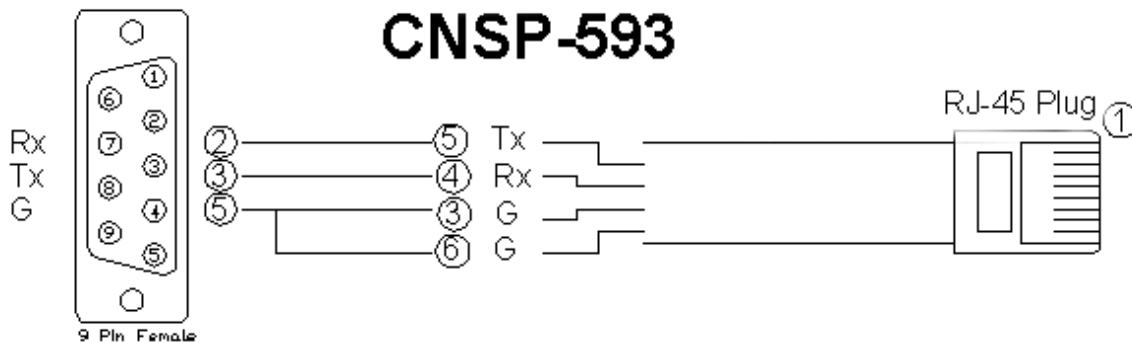 CNSP-593
RJ-45 Plug
1
1
6
2
7
3
8
4
9
5
Rx 2 5 Tx
Tx 3 4 Rx
G 5 3 G
6 G
9 Pin Female